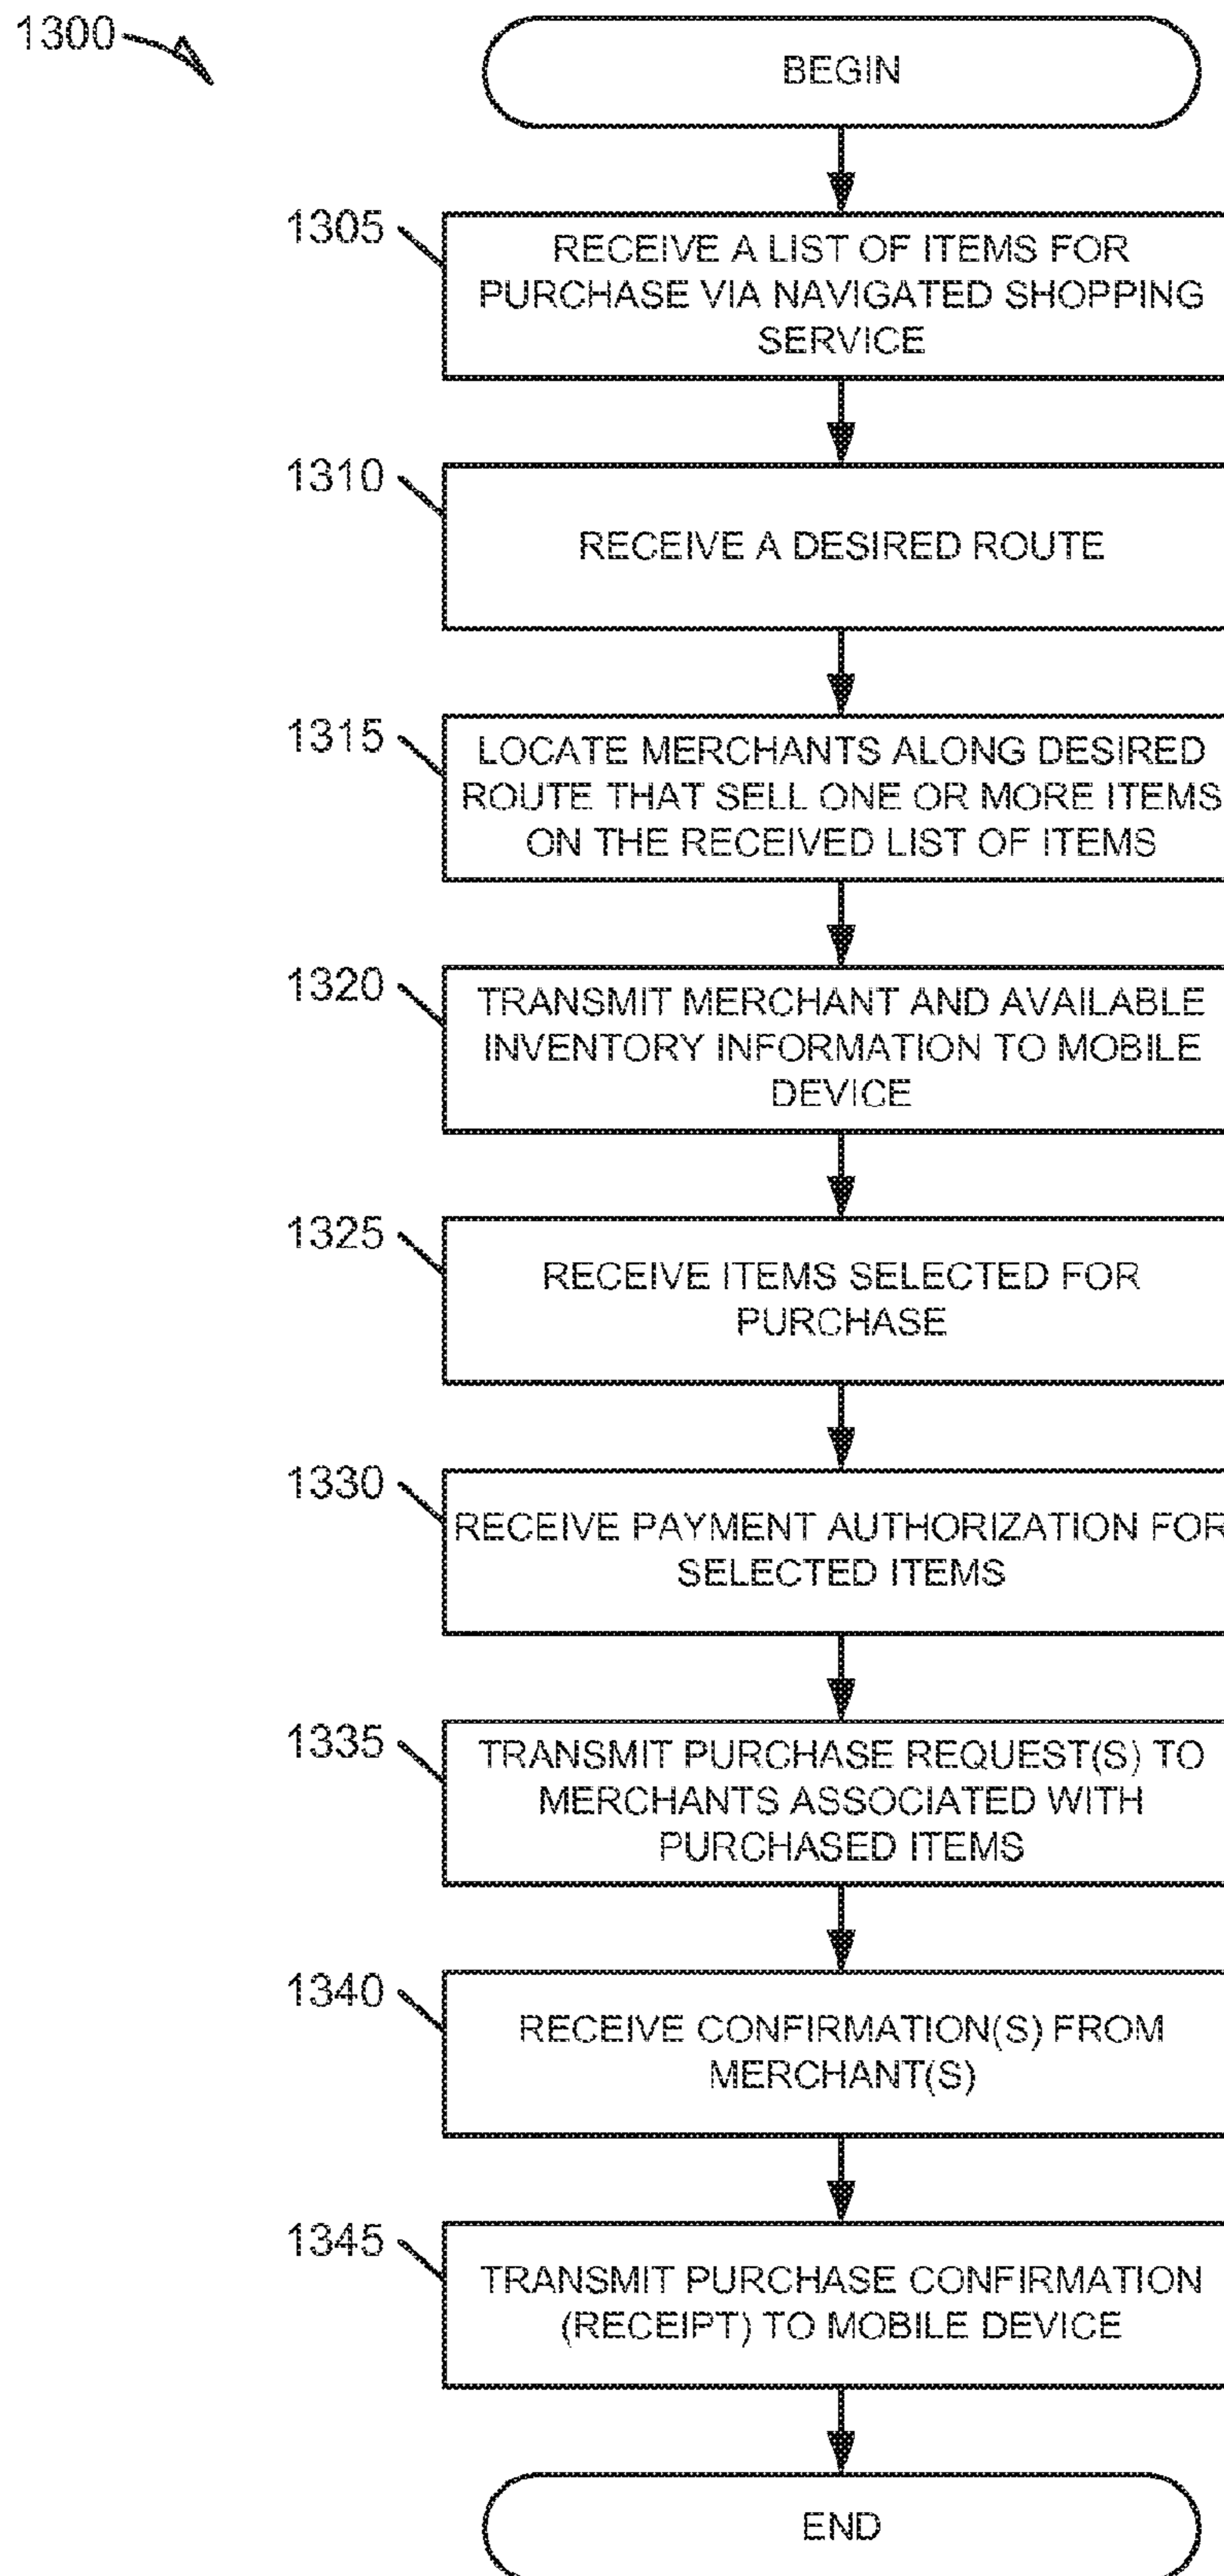 1300
BEGIN
1305
RECEIVE A LIST OF ITEMS FOR
PURCHASE VIA NAVIGATED SHOPPING
SERVICE
1310
RECEIVE A DESIRED ROUTE
1315
LOCATE MERCHANTS ALONG DESIRED
ROUTE THAT SELL ONE OR MORE ITEMS
ON THE RECEIVED LIST OF ITEMS
1320
TRANSMIT MERCHANT AND AVAILABLE
INVENTORY INFORMATION TO MOBILE
DEVICE
1325
RECEIVE ITEMS SELECTED FOR
PURCHASE
1330
RECEIVE PAYMENT AUTHORIZATION FOR
SELECTED ITEMS
1335
TRANSMIT PURCHASE REQUEST(S) TO
MERCHANTS ASSOCIATED WITH
PURCHASED ITEMS
1340
RECEIVE CONFIRMATION(S) FROM
MERCHANT(S)
1345
TRANSMIT PURCHASE CONFIRMATION
(RECEIPT) TO MOBILE DEVICE
END